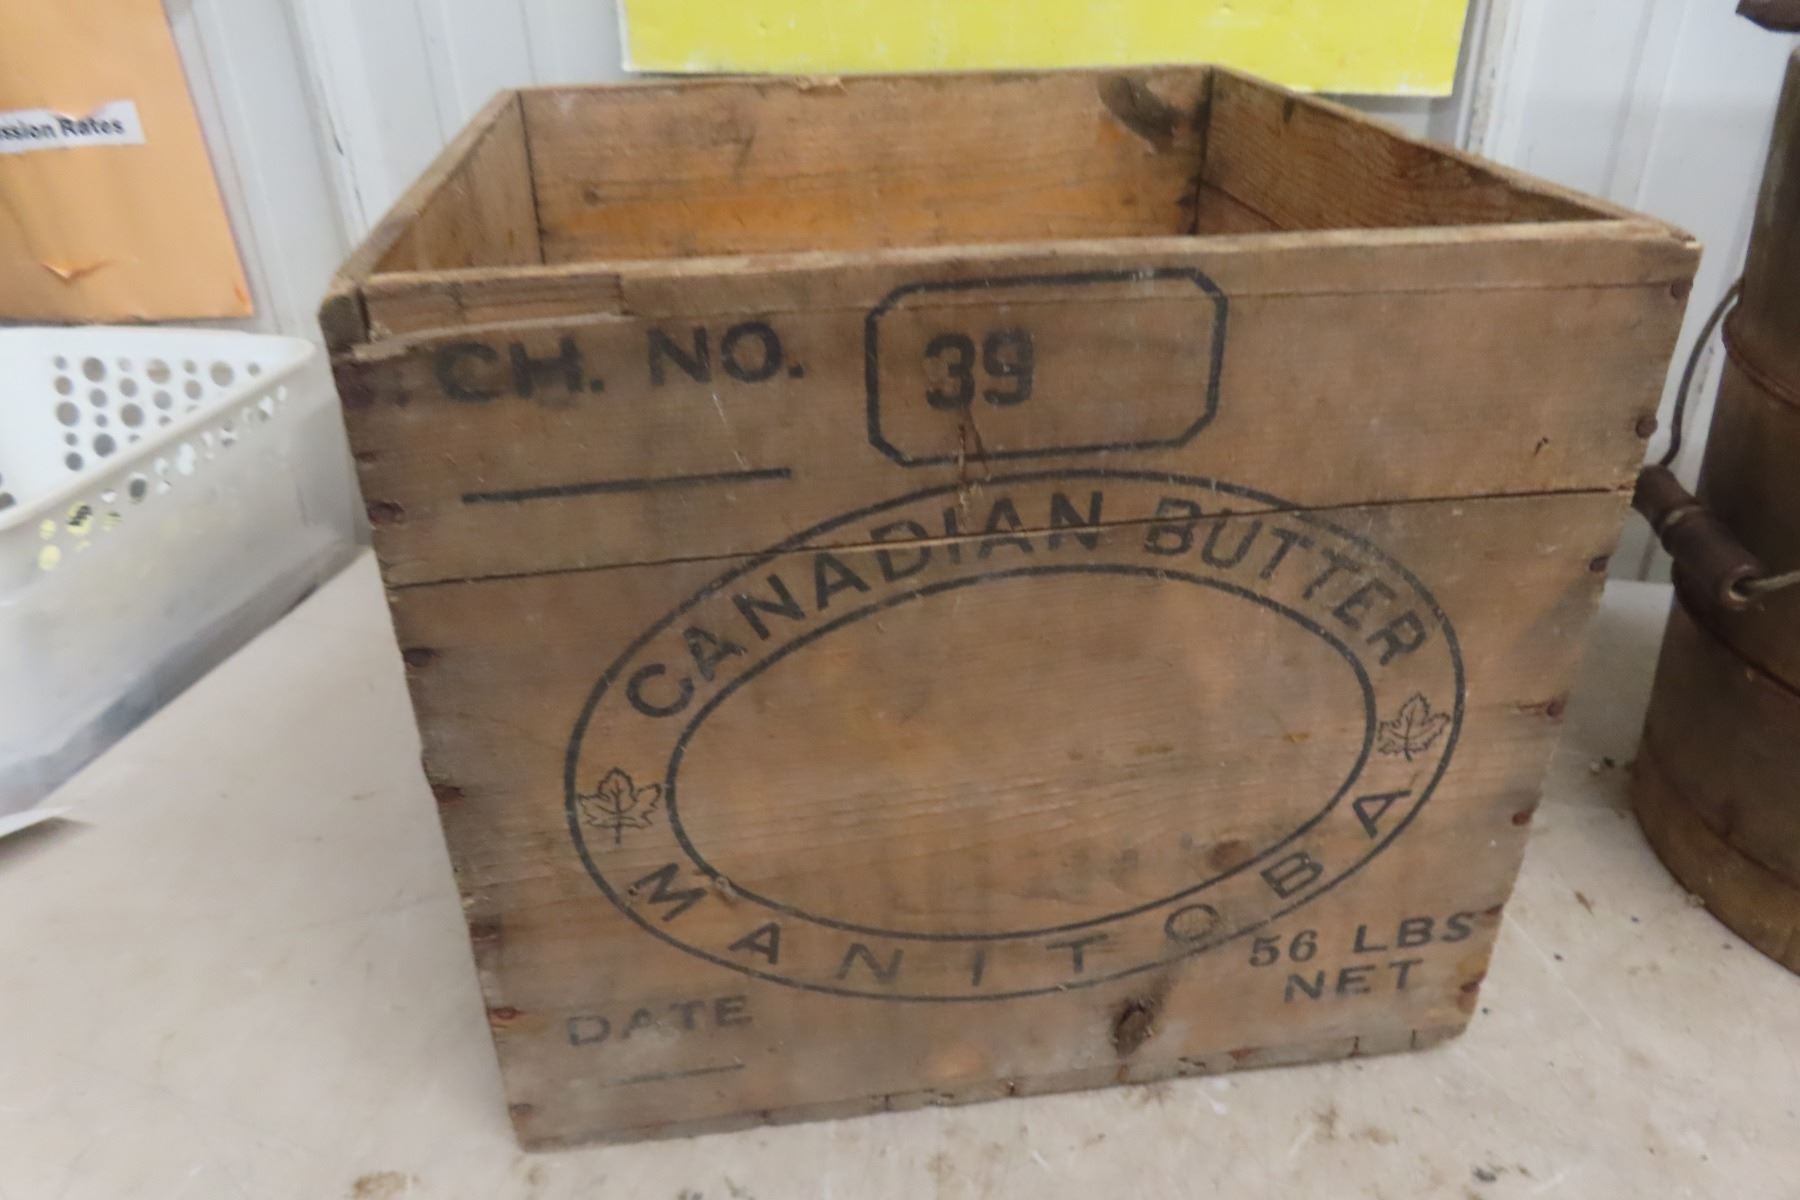 ssion Rates
CH. NO. 39
CANADIAN BUTTER
MANITOBA
56 LBS
NET
DATE